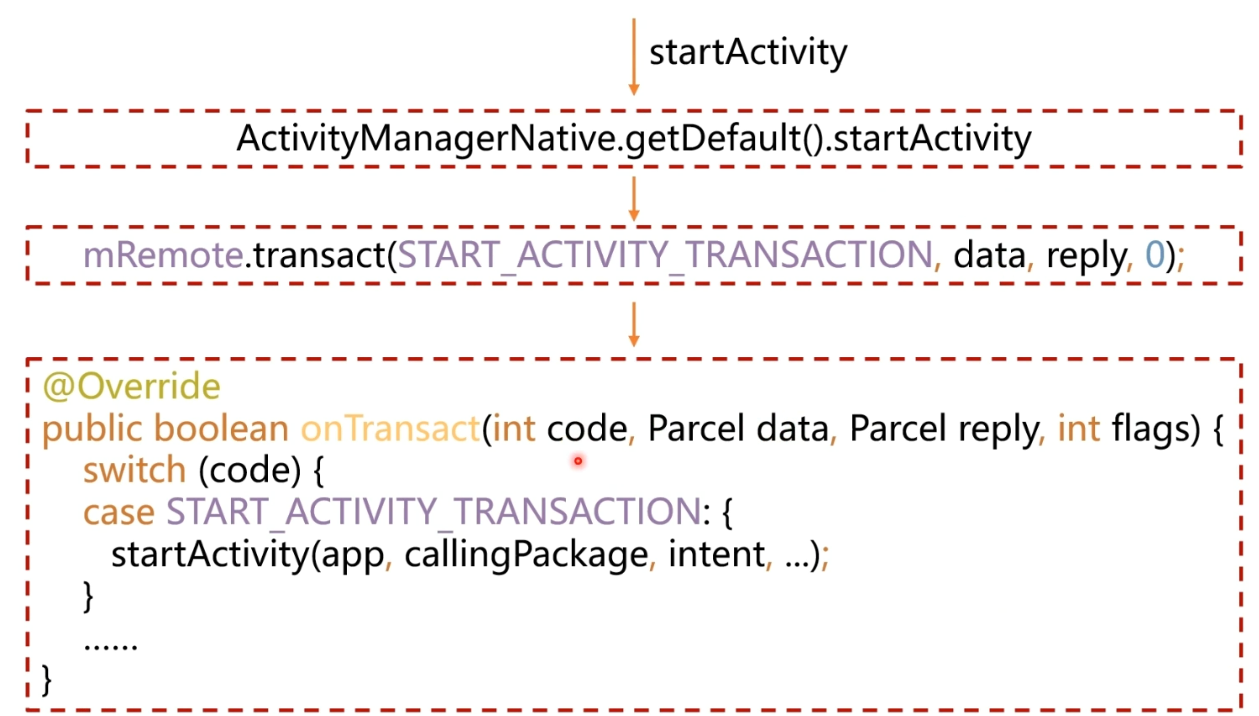 startActivity
ActivityManagerNative.getDefault().startActivity
mRemote.transact(START_ACTIVITY_TRANSACTION, data, reply, 0);
@Override
public boolean onTransact(int code, Parcel data, Parcel reply, int flags) {
switch (code) {
case START_ACTIVITY_TRANSACTION: {
startActivity(app, callingPackage, intent, ...);
}
......
}